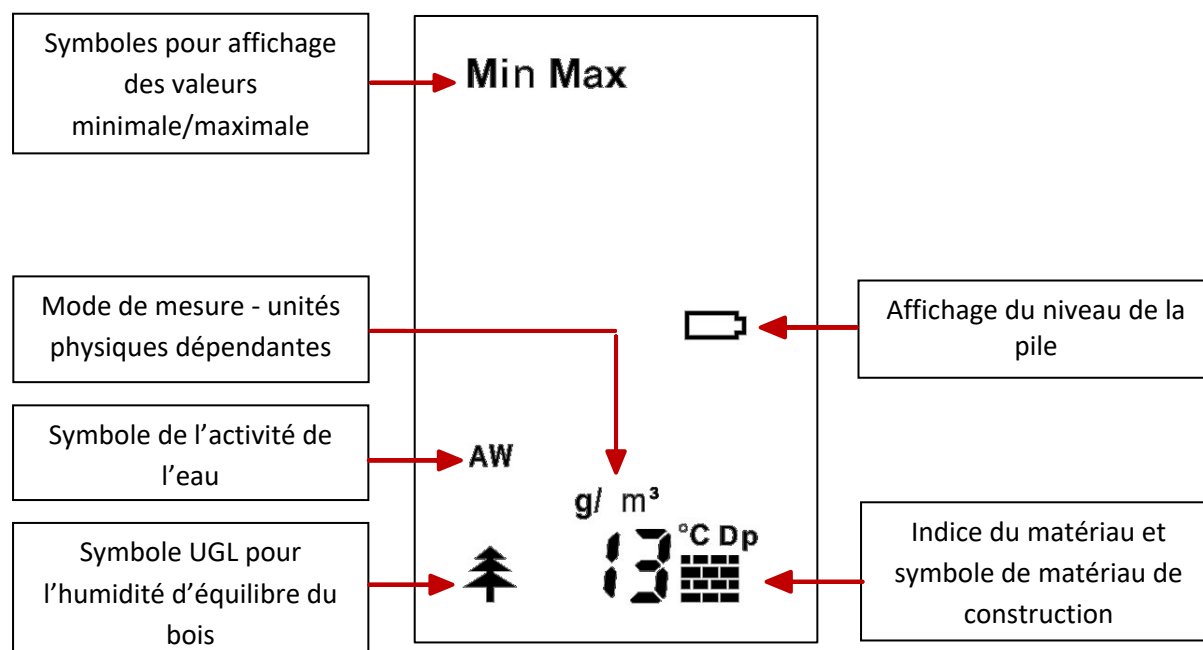 Symboles pour affichage
des valeurs
minimale/maximale
Min Max
Mode de mesure - unités
physiques dépendantes
Affichage du niveau de la
pile
Symbole de l’activité de
l’eau
AW
g/ m³
°C Dp
13
Symbole UGL pour
l’humidité d’équilibre du
bois
Indice du matériau et
symbole de matériau de
construction